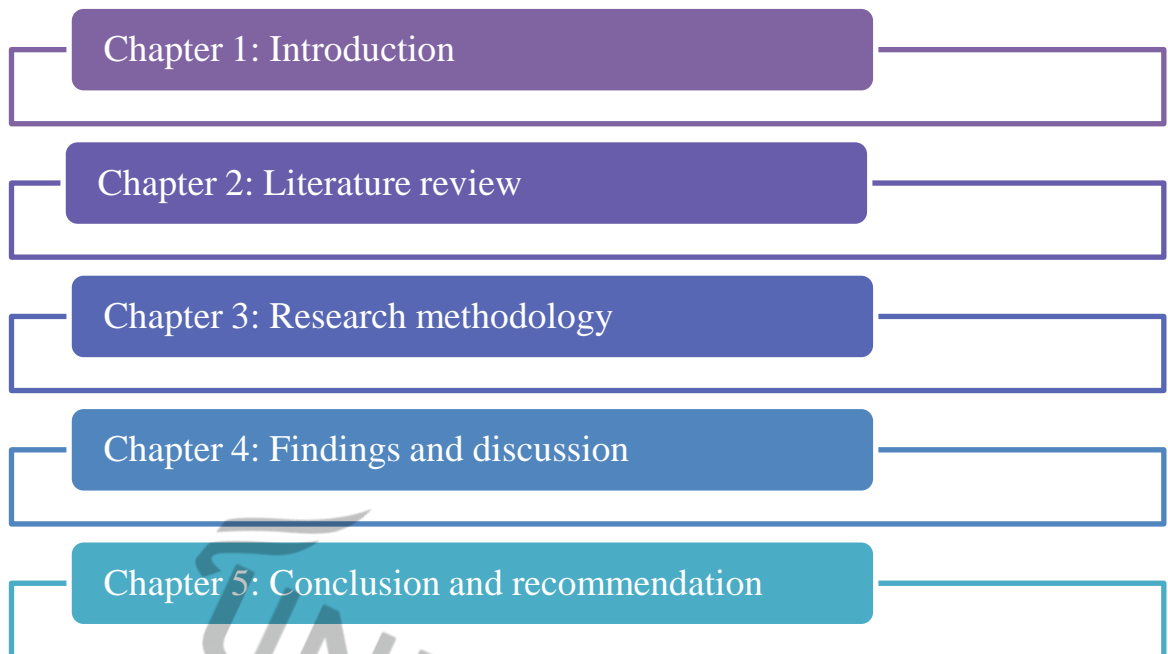 Chapter 1: Introduction
Chapter 2: Literature review
Chapter 3: Research methodology
Chapter 4: Findings and discussion
Chapter 5: Conclusion and recommendation